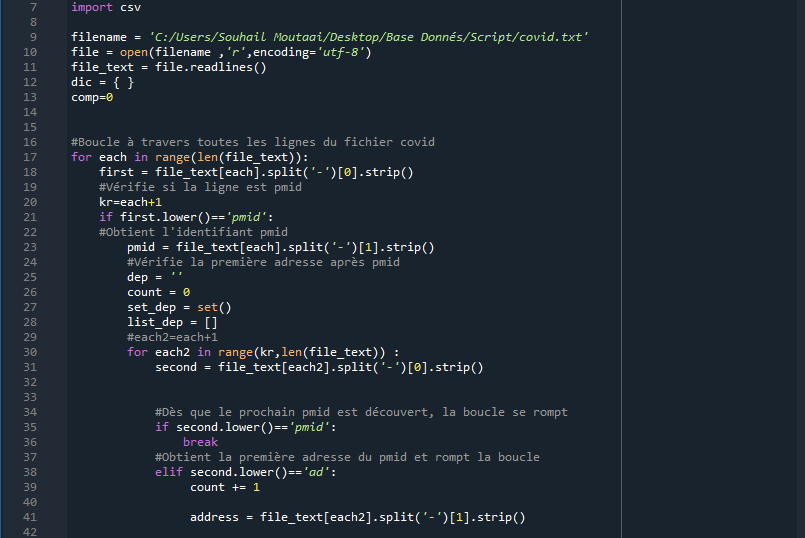 7 import csv
8
9 filename = 'C:/Users/Souhail Moutaai/Desktop/Base Donnés/Script/covid.txt'
10 file = open(filename ,'r',encoding='utf-8')
11 file_text = file.readlines()
12 dic = { }
13 comp=0
14
15
16 #Boucle à travers toutes les lignes du fichier covid
17 for each in range(len(file_text)):
18     first = file_text[each].split('-')[0].strip()
19     #Vérifie si la ligne est pmid
20     kr=each+1
21     if first.lower()=='pmid':
22     #Obtient l'identifiant pmid
23         pmid = file_text[each].split('-')[1].strip()
24         #Vérifie la première adresse après pmid
25         dep = ''
26         count = 0
27         set_dep = set()
28         list_dep = []
29         #each2=each+1
30         for each2 in range(kr,len(file_text)) :
31             second = file_text[each2].split('-')[0].strip()
32
33
34             #Dès que le prochain pmid est découvert, la boucle se rompt
35             if second.lower()=='pmid':
36                 break
37             #Obtient la première adresse du pmid et rompt la boucle
38             elif second.lower()=='ad':
39                  count += 1
40
41                  address = file_text[each2].split('-')[1].strip()
42